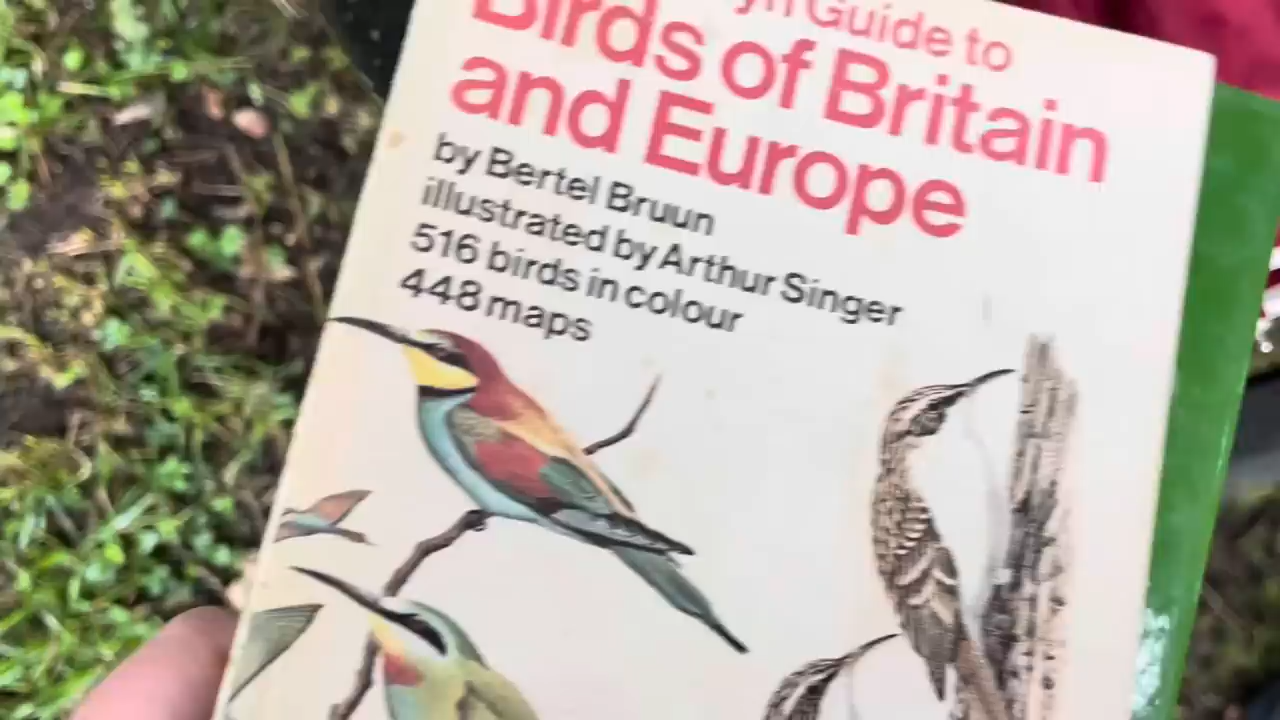 Guide to
Birds of Britain
and Europe
by Bertel Bruun
illustrated by Arthur Singer
516 birds in colour
448 maps